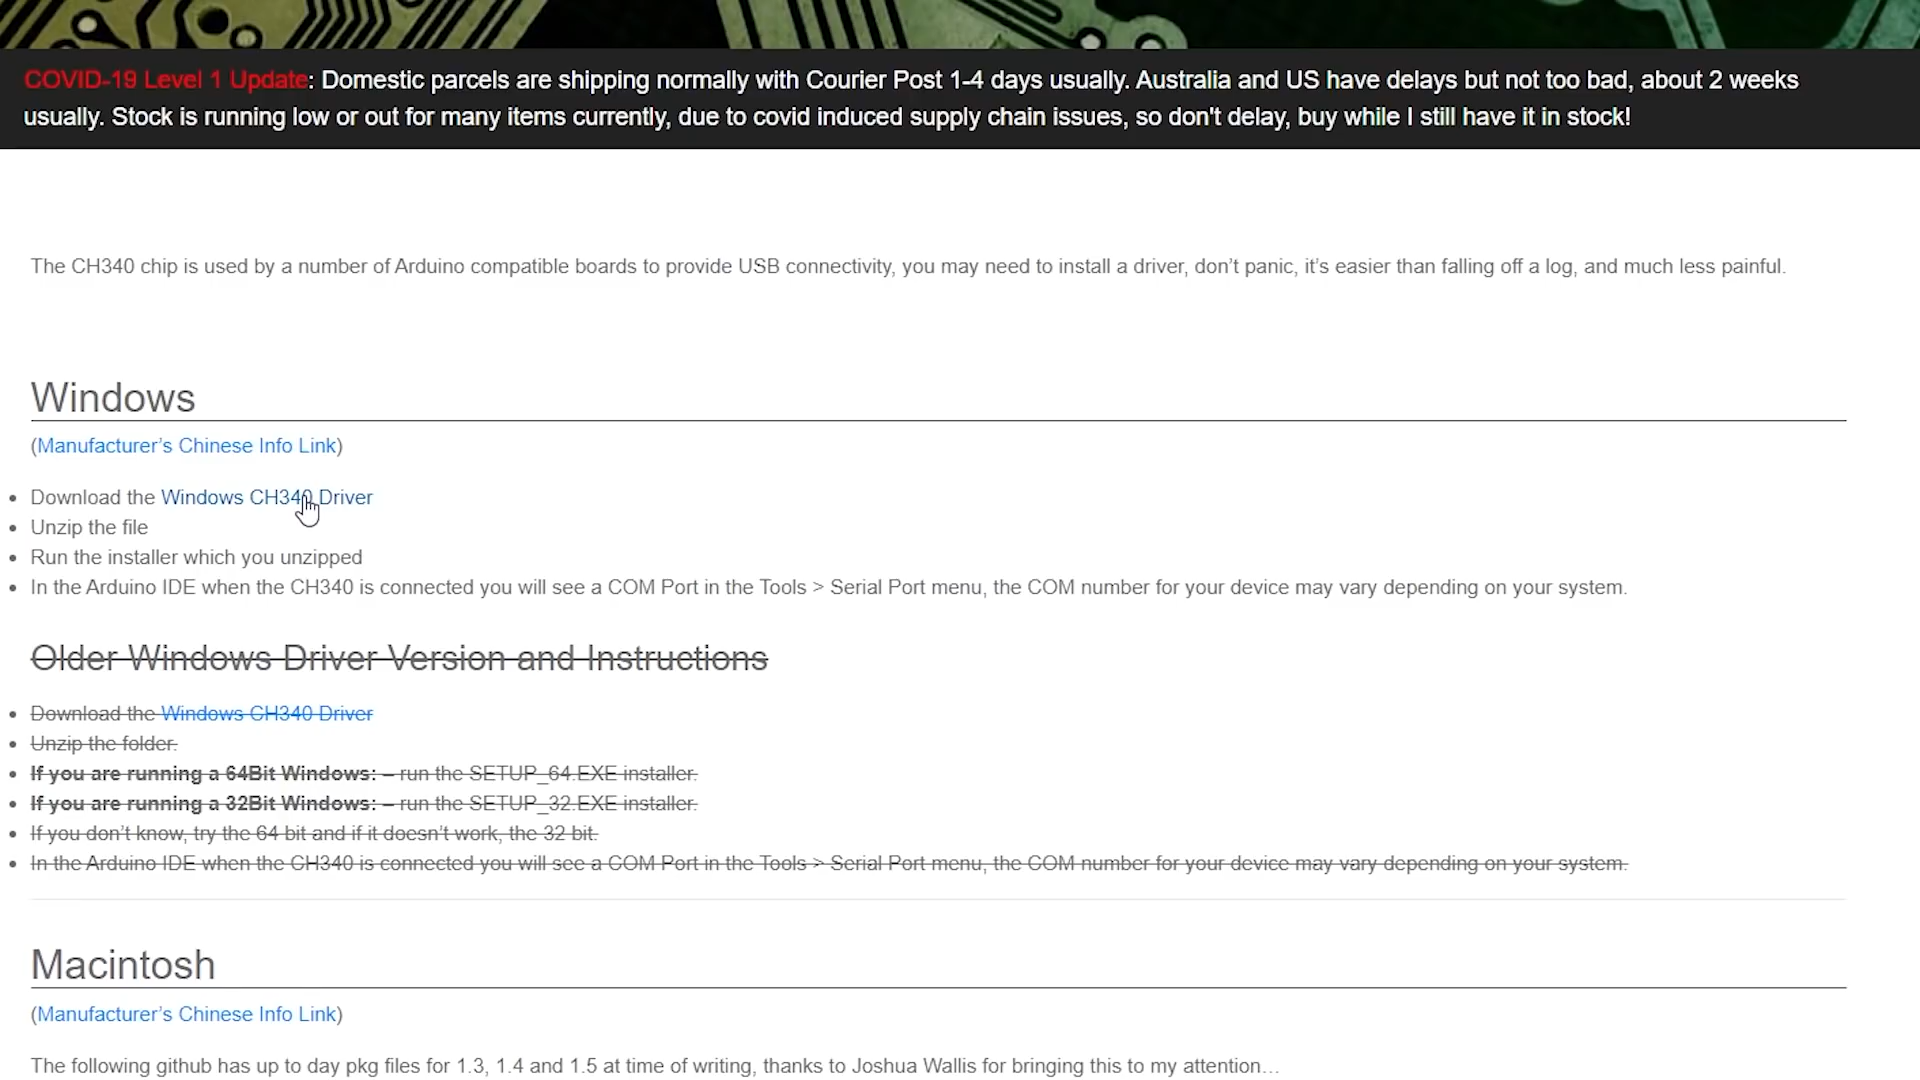 COVID-19 Level 1 Update: Domestic parcels are shipping normally with Courier Post 1-4 days usually. Australia and US have delays but not too bad, about 2 weeks
usually. Stock is running low or out for many items currently, due to covid induced supply chain issues, so don't delay, buy while I still have it in stock!
The CH340 chip is used by a number of Arduino compatible boards to provide USB connectivity, you may need to install a driver, don’t panic, it’s easier than falling off a log, and much less painful.
Windows
(Manufacturer’s Chinese Info Link)
Download the Windows CH340 Driver
Unzip the file
Run the installer which you unzipped
In the Arduino IDE when the CH340 is connected you will see a COM Port in the Tools > Serial Port menu, the COM number for your device may vary depending on your system.
Older Windows Driver Version and Instructions
Download the Windows CH340 Driver
Unzip the folder.
If you are running a 64Bit Windows: – run the SETUP_64.EXE installer.
If you are running a 32Bit Windows: – run the SETUP_32.EXE installer.
If you don’t know, try the 64 bit and if it doesn’t work, the 32 bit.
In the Arduino IDE when the CH340 is connected you will see a COM Port in the Tools > Serial Port menu, the COM number for your device may vary depending on your system.
Macintosh
(Manufacturer’s Chinese Info Link)
The following github has up to day pkg files for 1.3, 1.4 and 1.5 at time of writing, thanks to Joshua Wallis for bringing this to my attention…